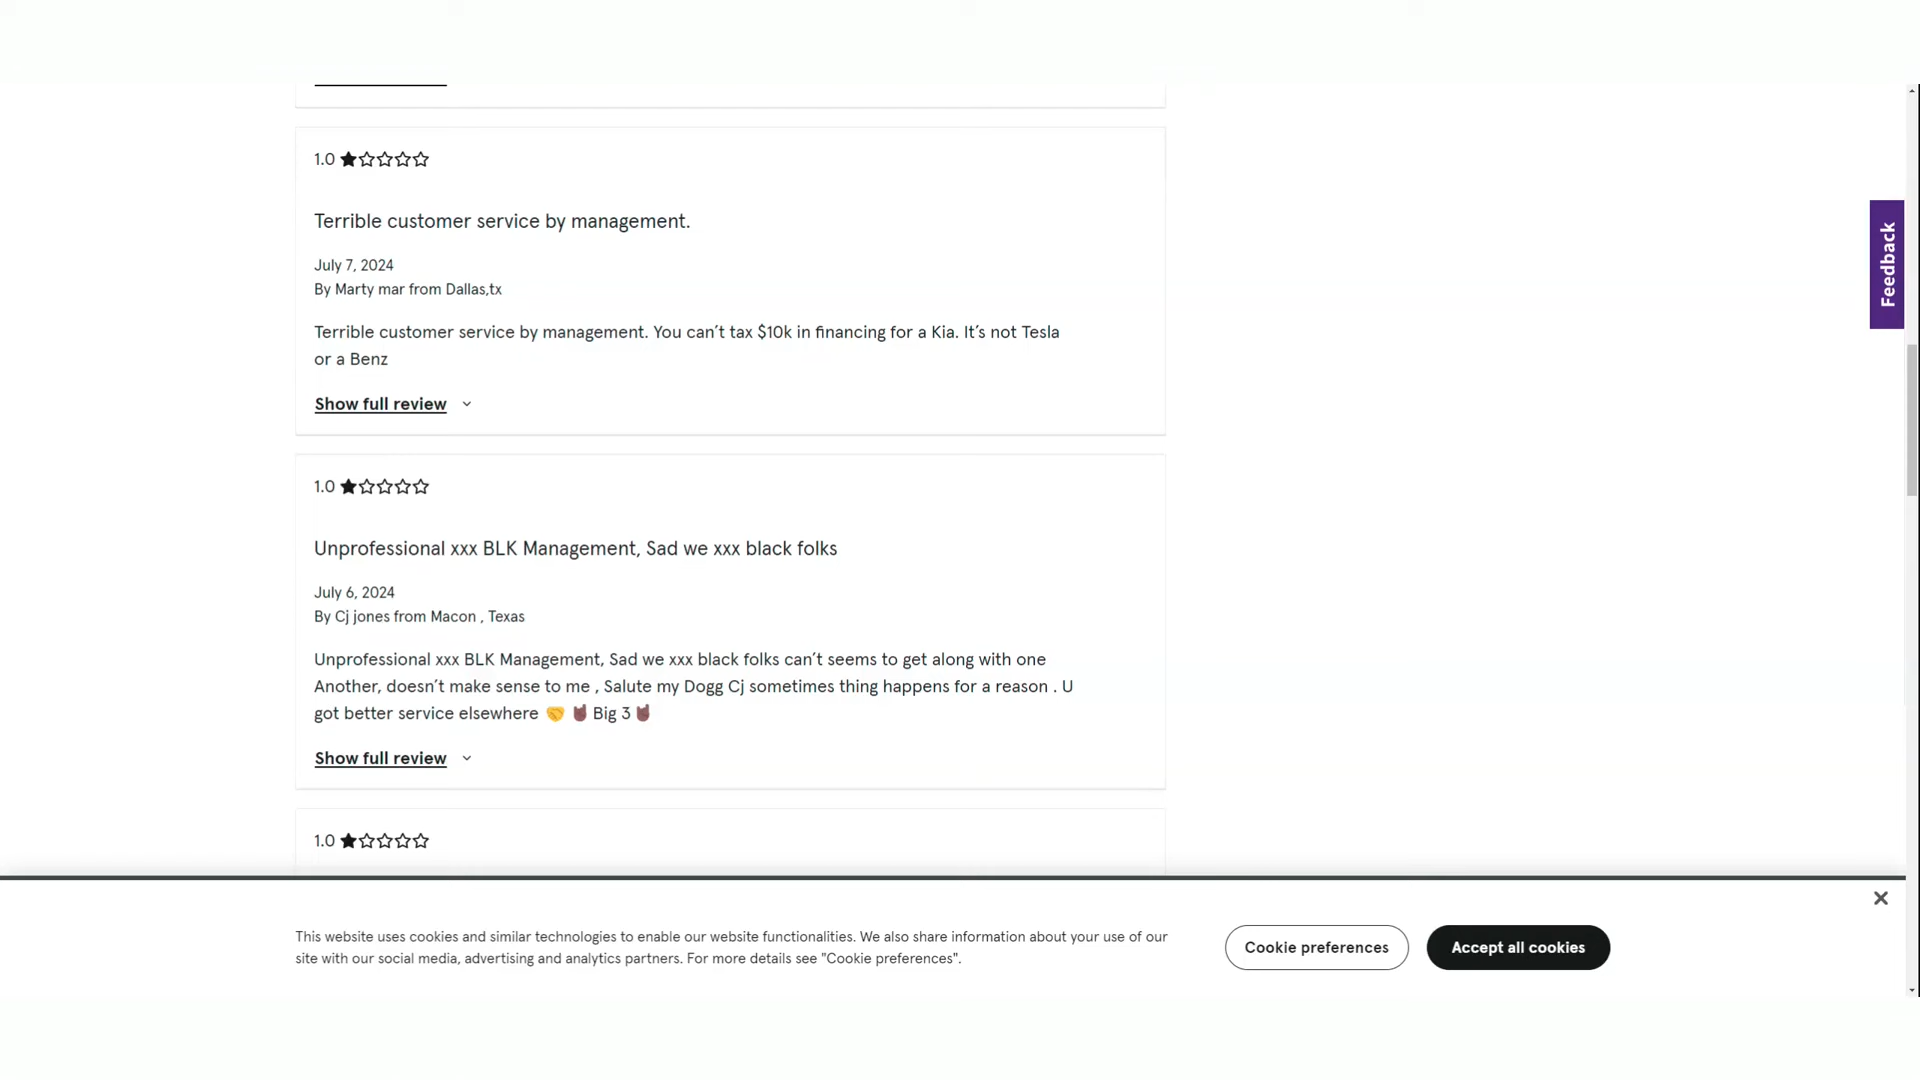 1.0
Terrible customer service by management.
July 7, 2024
By Marty mar from Dallas,tx
Terrible customer service by management. You can’t tax $10k in financing for a Kia. It’s not Tesla
or a Benz
Show full review
1.0
Unprofessional xxx BLK Management, Sad we xxx black folks
July 6, 2024
By Cj jones from Macon , Texas
Unprofessional xxx BLK Management, Sad we xxx black folks can’t seems to get along with one
Another, doesn’t make sense to me , Salute my Dogg Cj sometimes thing happens for a reason . U
got better service elsewhere 🤝 🤘🏿 Big 3 🤘🏿
Show full review
1.0
Feedback
This website uses cookies and similar technologies to enable our website functionalities. We also share information about your use of our
site with our social media, advertising and analytics partners. For more details see "Cookie preferences".
Cookie preferences
Accept all cookies